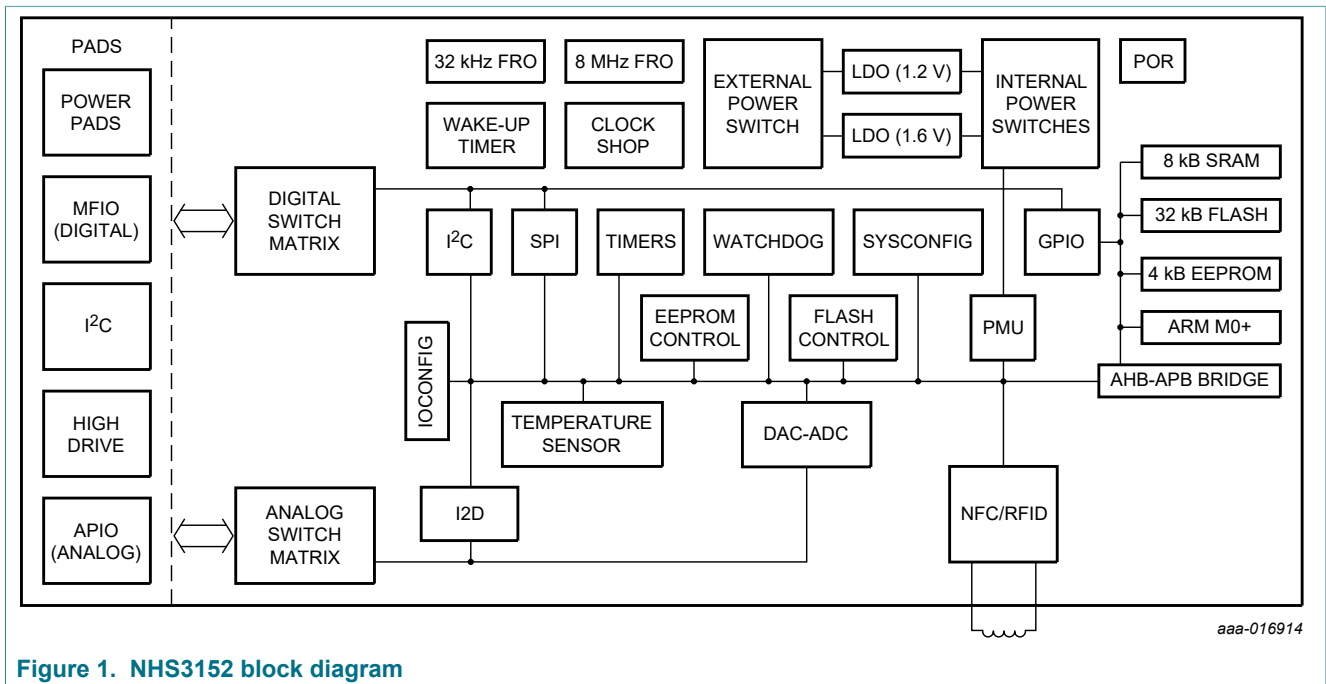 PADS
POWER
PADS
MFIO
(DIGITAL)
I²C
HIGH
DRIVE
APIO
(ANALOG)
32 kHz FRO
8 MHz FRO
WAKE-UP
TIMER
CLOCK
SHOP
EXTERNAL
POWER
SWITCH
LDO (1.2 V)
LDO (1.6 V)
INTERNAL
POWER
SWITCHES
POR
8 kB SRAM
32 kB FLASH
4 kB EEPROM
ARM M0+
AHB-APB BRIDGE
DIGITAL
SWITCH
MATRIX
I²C
SPI
TIMERS
WATCHDOG
SYSCONFIG
GPIO
EEPROM
CONTROL
FLASH
CONTROL
PMU
IOCONFIG
TEMPERATURE
SENSOR
DAC-ADC
ANALOG
SWITCH
MATRIX
I2D
NFC/RFID
aaa-016914
Figure 1. NHS3152 block diagram